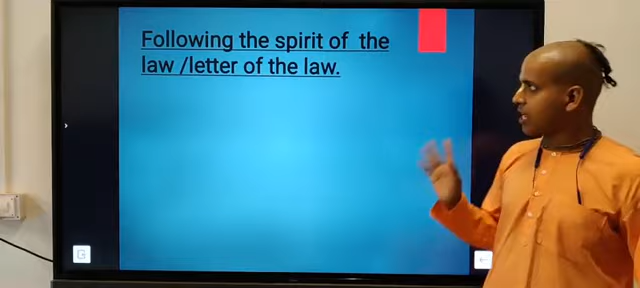 Following the spirit of the
law /letter of the law.
G